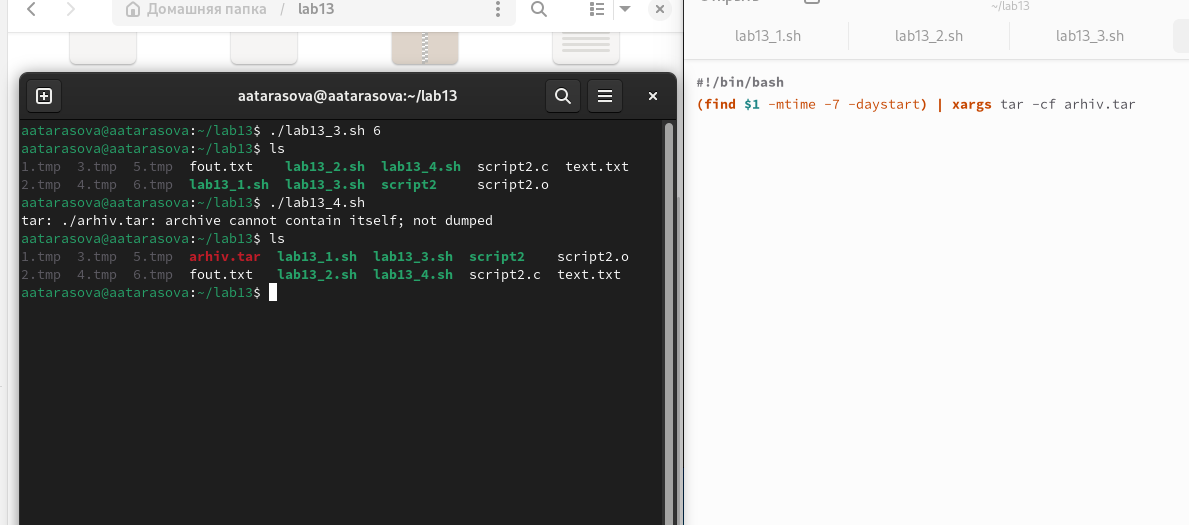 Домашняя папка / lab13
~/lab13
lab13_1.sh lab13_2.sh lab13_3.sh
aatarasova@aatarasova:~/lab13
aatarasova@aatarasova:~/lab13$ ./lab13_3.sh 6
aatarasova@aatarasova:~/lab13$ ls
1.tmp 3.tmp 5.tmp fout.txt lab13_2.sh lab13_4.sh script2.c text.txt
2.tmp 4.tmp 6.tmp lab13_1.sh lab13_3.sh script2 script2.o
aatarasova@aatarasova:~/lab13$ ./lab13_4.sh
tar: ./arhiv.tar: archive cannot contain itself; not dumped
aatarasova@aatarasova:~/lab13$ ls
1.tmp 3.tmp 5.tmp arhiv.tar lab13_1.sh lab13_3.sh script2 script2.o
2.tmp 4.tmp 6.tmp fout.txt lab13_2.sh lab13_4.sh script2.c text.txt
aatarasova@aatarasova:~/lab13$
#!/bin/bash
(find $1 -mtime -7 -daystart) | xargs tar -cf arhiv.tar